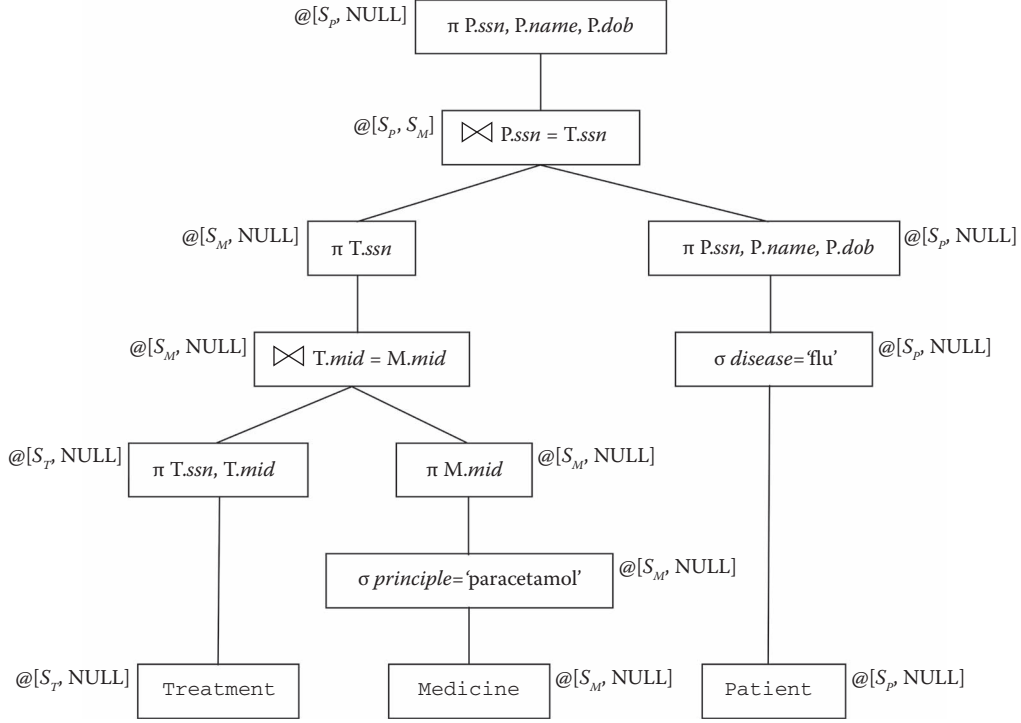 @[S_P, NULL] π P.ssn, P.name, P.dob
@[S_P, S_M] ⋈ P.ssn = T.ssn
@[S_M, NULL] π T.ssn
π P.ssn, P.name, P.dob @[S_P, NULL]
@[S_M, NULL] ⋈ T.mid = M.mid
σ disease=‘flu’ @[S_P, NULL]
@[S_T, NULL] π T.ssn, T.mid
π M.mid @[S_M, NULL]
σ principle=‘paracetamol’ @[S_M, NULL]
@[S_T, NULL] Treatment
Medicine @[S_M, NULL]
Patient @[S_P, NULL]